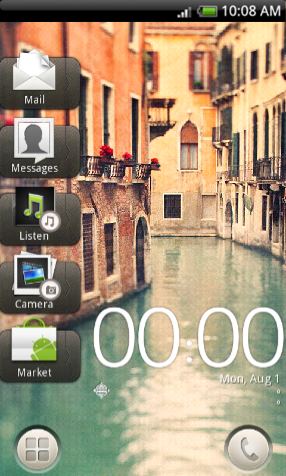 10:08 AM
Mail
Messages
Listen
Camera
Market
00:00
Mon, Aug 1